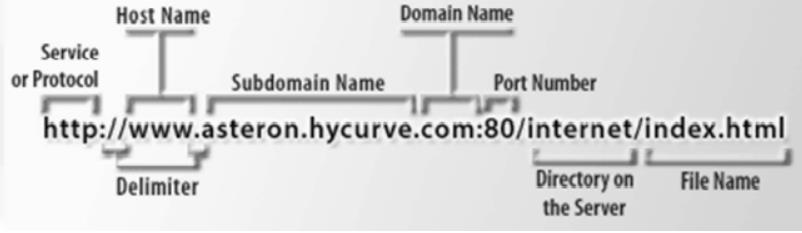 Host Name
Domain Name
Service
or Protocol
Subdomain Name
Port Number
http://www.asteron.hycurve.com:80/internet/index.html
Delimiter
Directory on
the Server
File Name